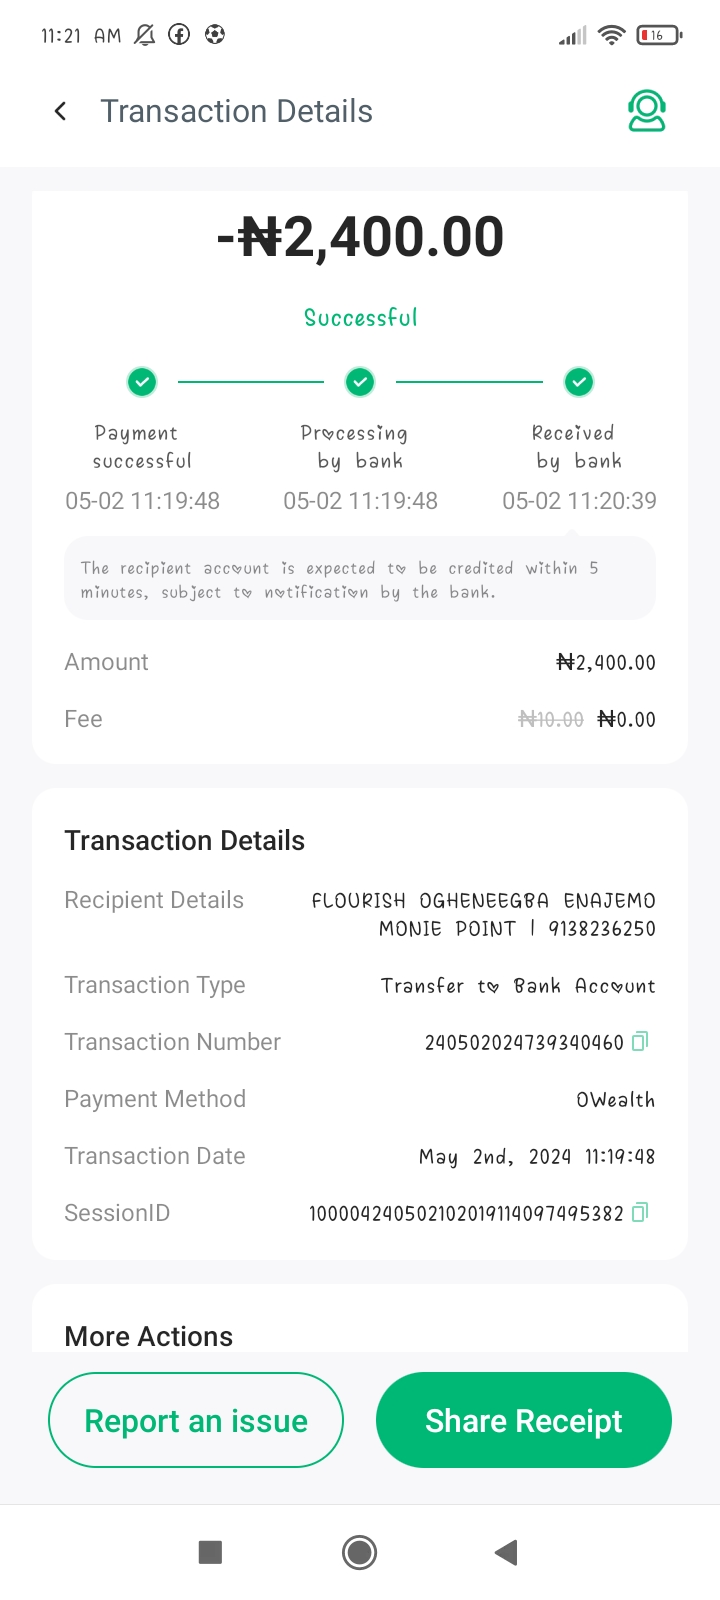 11:21 AM 16
Transaction Details
-₦2,400.00
Successful
Payment successful
Processing by bank
Received by bank
05-02 11:19:48 05-02 11:19:48 05-02 11:20:39
The recipient account is expected to be credited within 5
minutes, subject to notification by the bank.
Amount ₦2,400.00
Fee ₦10.00 ₦0.00
Transaction Details
Recipient Details FLOURISH OGHENEEGBA ENAJEMO
MONIE POINT | 9138236250
Transaction Type Transfer to Bank Account
Transaction Number 240502024739340460
Payment Method OWealth
Transaction Date May 2nd, 2024 11:19:48
SessionID 100004240502102019114097495382
More Actions
Report an issue Share Receipt